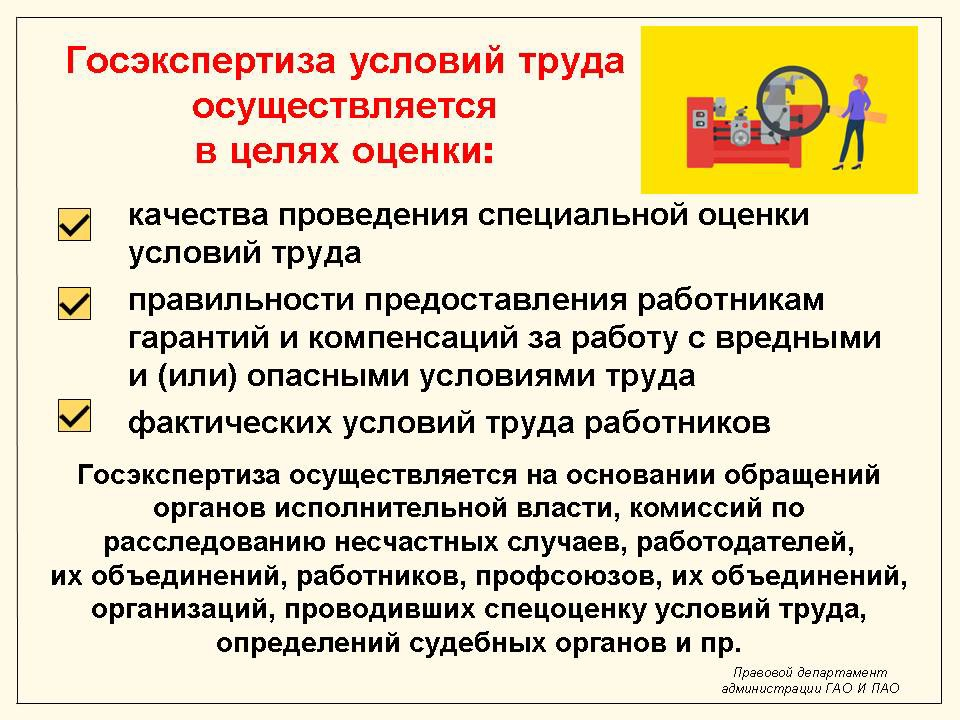 Госэкспертиза условий труда
осуществляется
в целях оценки:
качества проведения специальной оценки
условий труда
правильности предоставления работникам
гарантий и компенсаций за работу с вредными
и (или) опасными условиями труда
фактических условий труда работников
Госэкспертиза осуществляется на основании обращений
органов исполнительной власти, комиссий по
расследованию несчастных случаев, работодателей,
их объединений, работников, профсоюзов, их объединений,
организаций, проводивших спецоценку условий труда,
определений судебных органов и пр.
Правовой департамент
администрации ГАО И ПАО